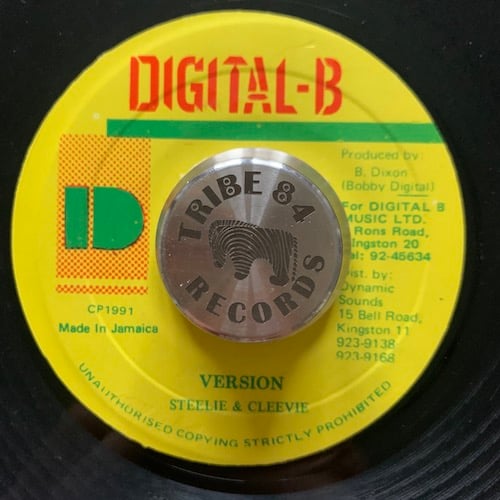 DIGITAL-B
Produced by:
B. Dixon
(Bobby Digital)
For DIGITAL B
MUSIC LTD.
Rons Road,
ingston 20
al: 92-45634
Dist. by:
Dynamic
Sounds
15 Bell Road,
Kingston 11
923-9138
923-9168
D
TRIBE 84
RECORDS
CP1991
Made In Jamaica
VERSION
STEELIE & CLEEVIE
UNAUTHORISED COPYING STRICTLY PROHIBITED